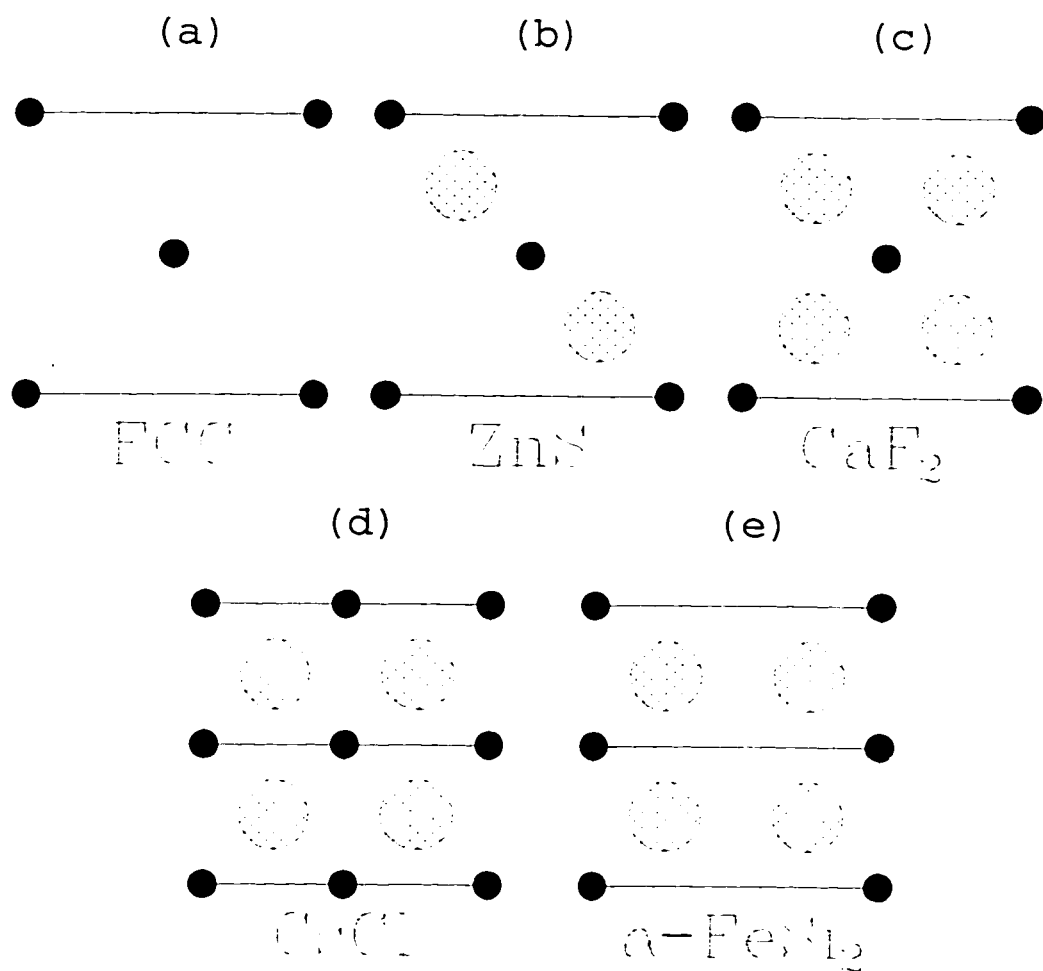 (a) (b) (c)
FCC ZnS CaF₂
(d) (e)
CsCl α-FeSi₂